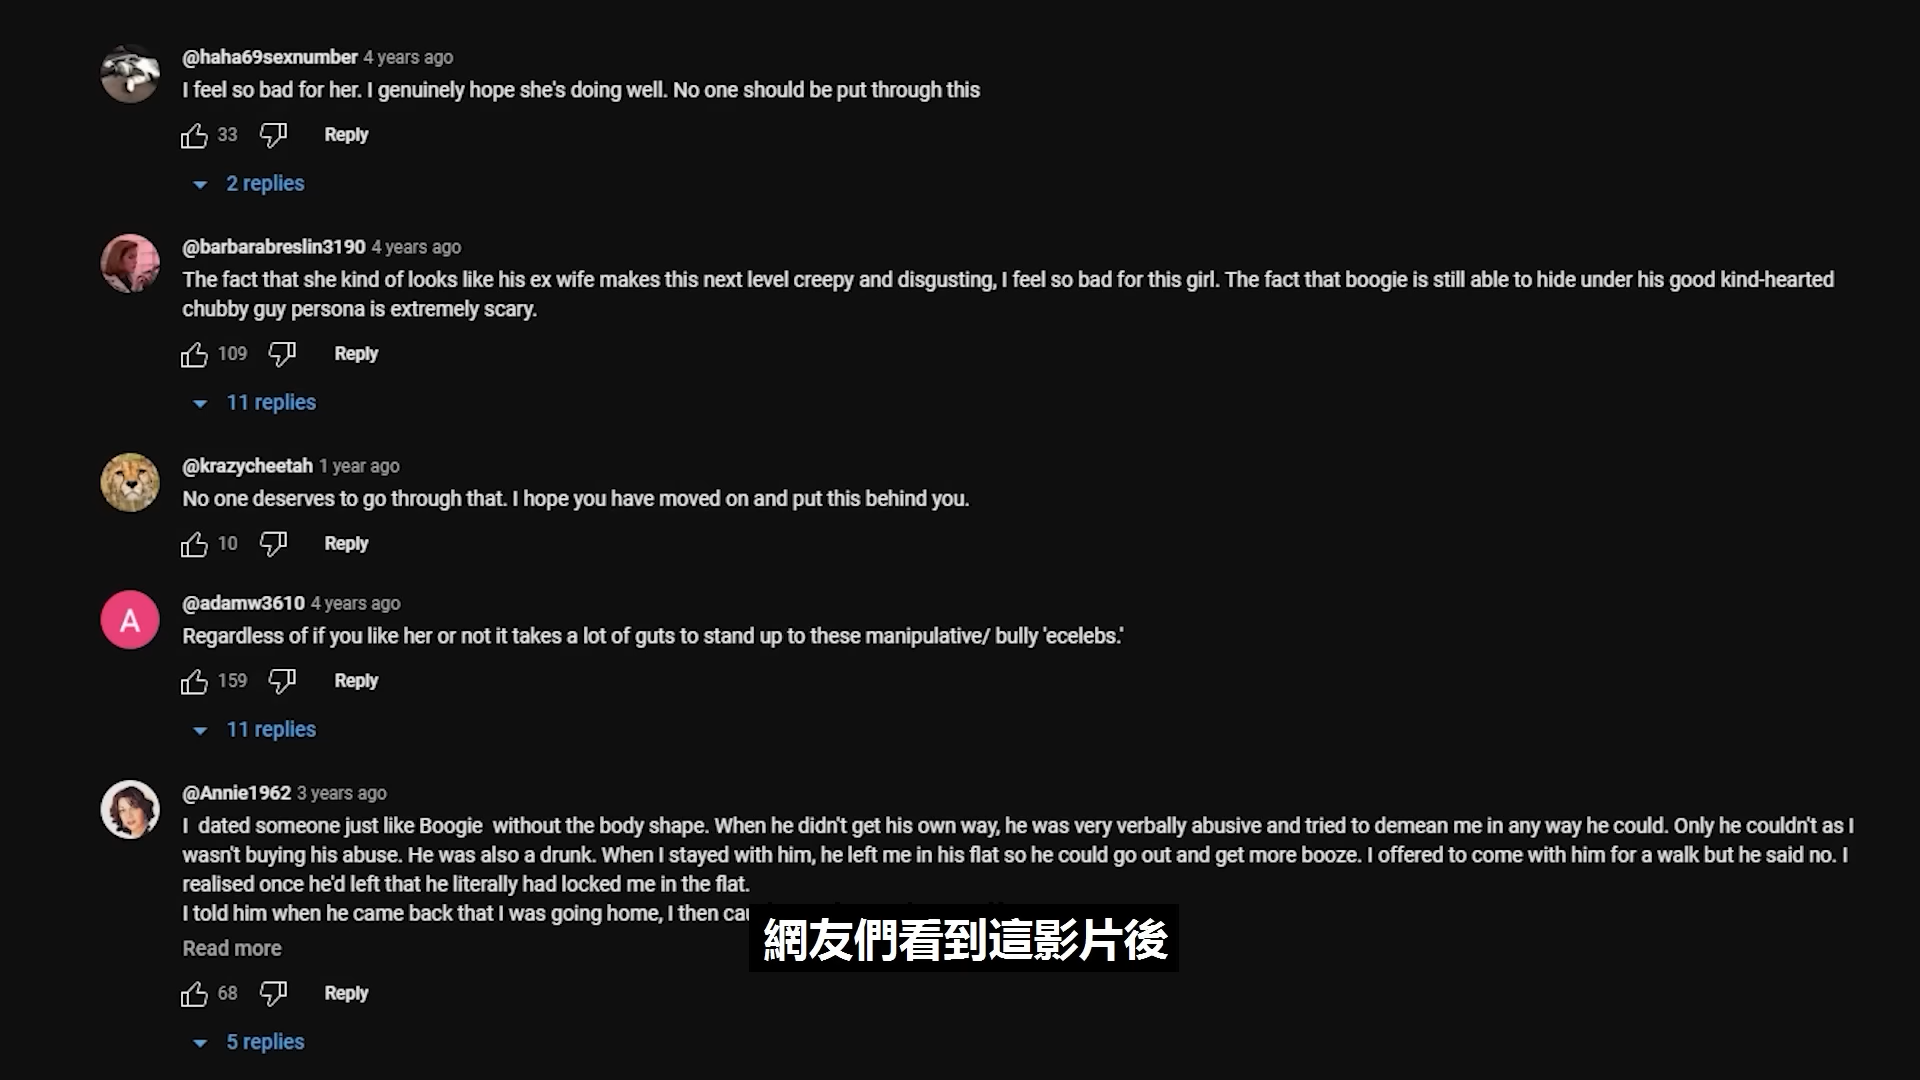 @haha69sexnumber 4 years ago
I feel so bad for her. I genuinely hope she's doing well. No one should be put through this
33 Reply
2 replies
@barbarabreslin3190 4 years ago
The fact that she kind of looks like his ex wife makes this next level creepy and disgusting, I feel so bad for this girl. The fact that boogie is still able to hide under his good kind-hearted
chubby guy persona is extremely scary.
109 Reply
11 replies
@krazycheetah 1 year ago
No one deserves to go through that. I hope you have moved on and put this behind you.
10 Reply
A
@adamw3610 4 years ago
Regardless of if you like her or not it takes a lot of guts to stand up to these manipulative/ bully 'ecelebs.'
159 Reply
11 replies
@Annie1962 3 years ago
I dated someone just like Boogie without the body shape. When he didn't get his own way, he was very verbally abusive and tried to demean me in any way he could. Only he couldn't as I
wasn't buying his abuse. He was also a drunk. When I stayed with him, he left me in his flat so he could go out and get more booze. I offered to come with him for a walk but he said no. I
realised once he'd left that he literally had locked me in the flat.
I told him when he came back that I was going home, I then
網友們看到這影片後
Read more
68 Reply
5 replies